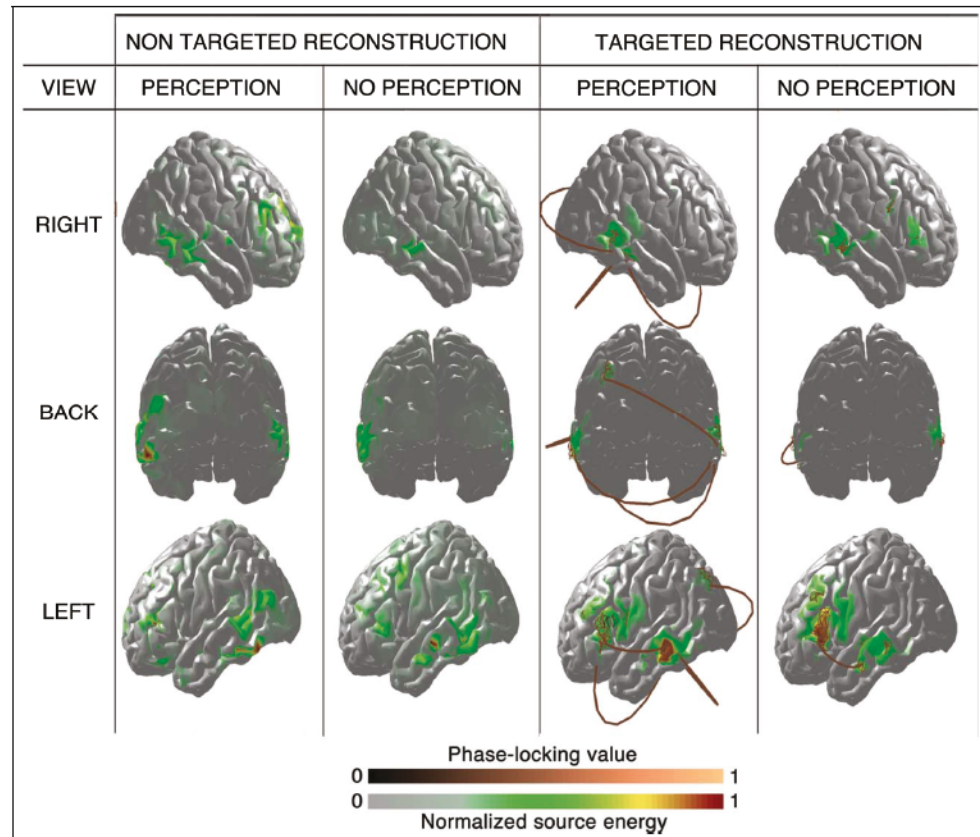 NON TARGETED RECONSTRUCTION TARGETED RECONSTRUCTION
VIEW PERCEPTION NO PERCEPTION PERCEPTION NO PERCEPTION
RIGHT
BACK
LEFT
Phase-locking value
0 1
0 1
Normalized source energy